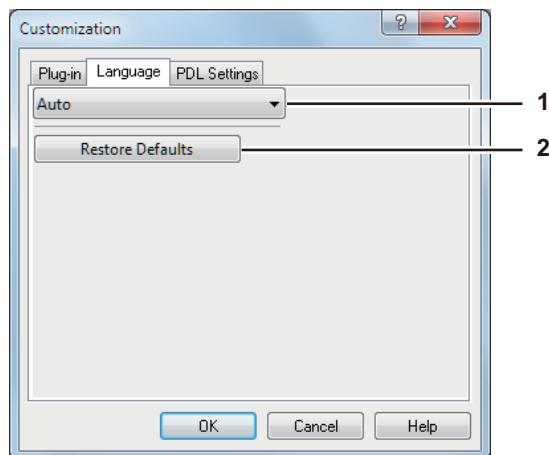 Customization
Plug-in Language PDL Settings
Auto 1
Restore Defaults 2
OK Cancel Help